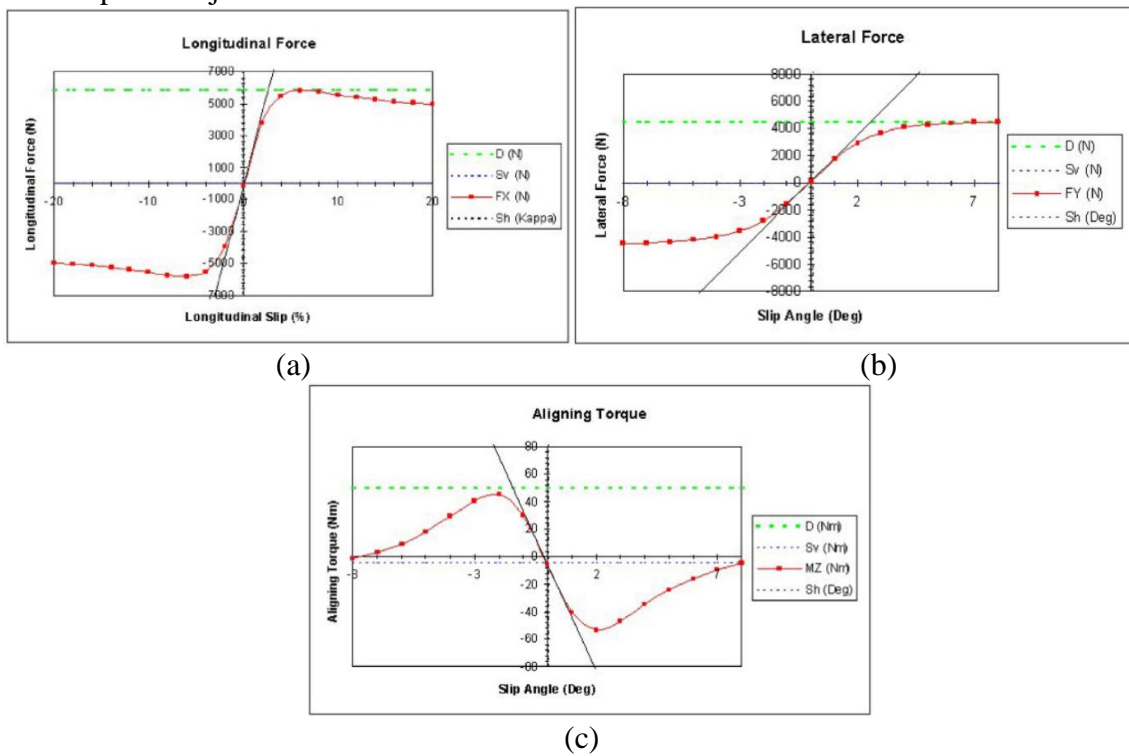 Longitudinal Force
Longitudinal Force (N)
7000
5000
3000
1000
-20
-10
-1000
0
10
20
-3000
-5000
7000
Longitudinal Slip (%)
D (N)
Sv (N)
FX (N)
Sh (Kappa)
(a)
Lateral Force
Lateral Force (N)
8000
6000
4000
2000
0
-8
-3
2
7
-2000
-4000
-6000
-8000
Slip Angle (Deg)
D (N)
Sv (N)
FY (N)
Sh (Deg)
(b)
Aligning Torque
Aligning Torque (Nm)
80
60
40
20
0
-8
-3
2
7
-20
-40
-60
-80
Slip Angle (Deg)
D (Nm)
Sv (Nm)
MZ (Nm)
Sh (Deg)
(c)